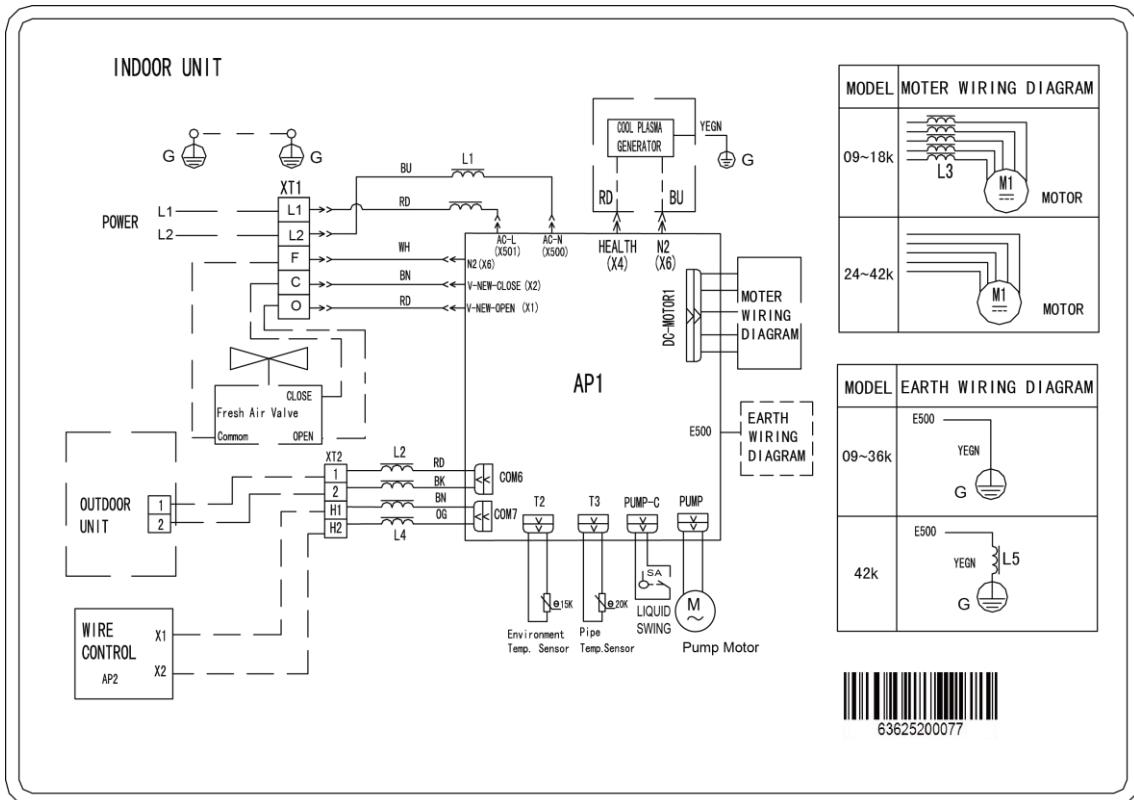 INDOOR UNIT
G
G
XT1
POWER
L1
L2
L1
L2
F
C
O
BU
L1
RD
WH
BN
RD
AC-L
(X501)
AC-N
(X500)
N2(X6)
V-NEW-CLOSE (X2)
V-NEW-OPEN (X1)
COOL PLASMA
GENERATOR
YEGN
G
RD
BU
HEALTH
(X4)
N2
(X6)
DC-MOTOR1
MOTER
WIRING
DIAGRAM
AP1
E500
EARTH
WIRING
DIAGRAM
CLOSE
Fresh Air Valve
Commom
OPEN
OUTDOOR
UNIT
1
2
XT2
1
2
H1
H2
L2
RD
BK
BN
OG
L4
COM6
COM7
WIRE
CONTROL
AP2
X1
X2
T2
T3
PUMP-C
PUMP
θ15K
θ20K
SA
LIQUID
SWING
M
~
Environment
Temp. Sensor
Pipe
Temp.Sensor
Pump Motor
MODEL
MOTER WIRING DIAGRAM
09~18k
L3
M1
MOTOR
24~42k
M1
MOTOR
MODEL
EARTH WIRING DIAGRAM
09~36k
E500
YEGN
G
42k
E500
YEGN
L5
G
63625200077